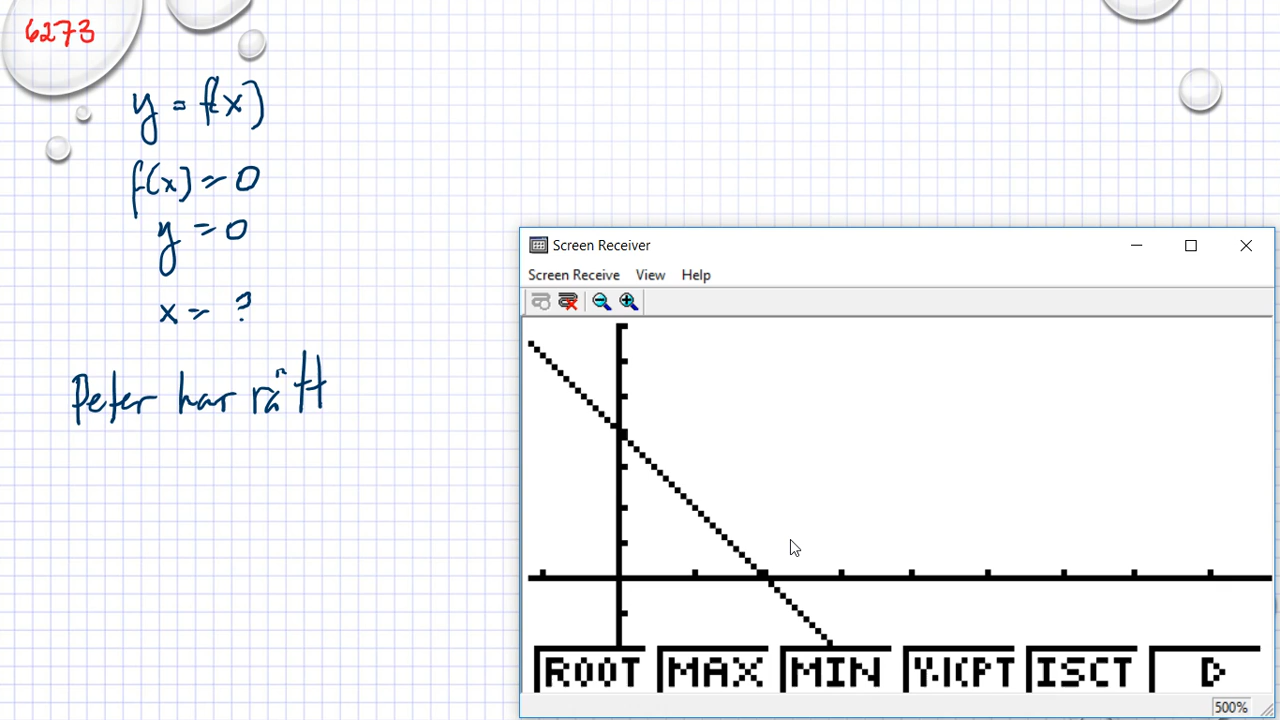 6273
y = f(x)
f(x) = 0
y = 0
x = ?
Peter har rätt
Screen Receiver
Screen Receive View Help
ROOT MAX MIN Y-ICPT ISCT D
500%